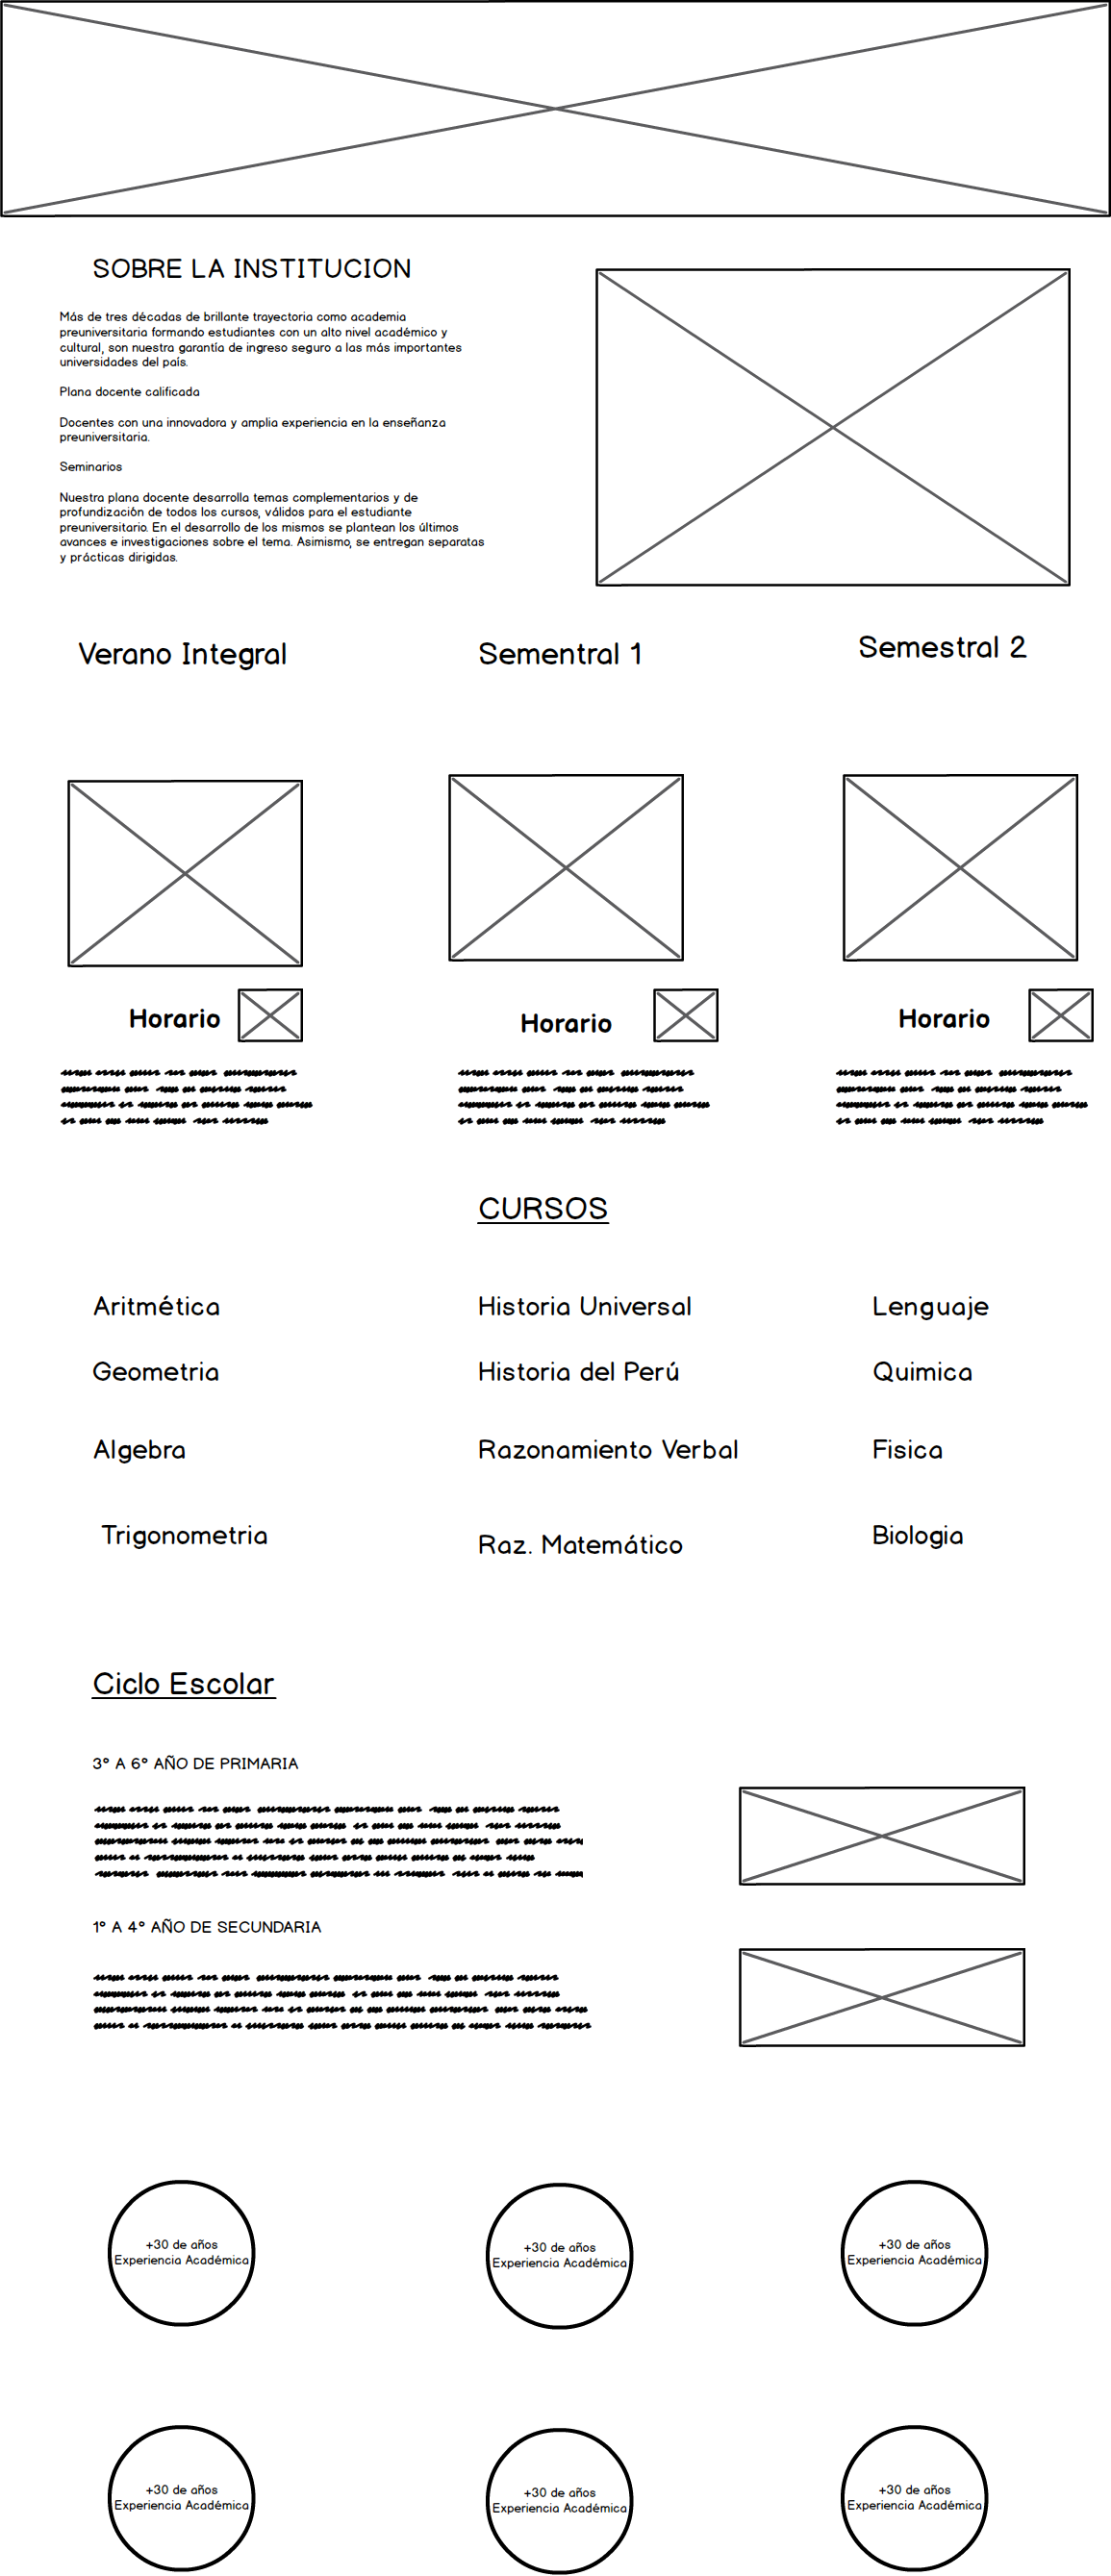 SOBRE LA INSTITUCION
Más de tres décadas de brillante trayectoria como academia
preuniversitaria formando estudiantes con un alto nivel académico y
cultural, son nuestra garantía de ingreso seguro a las más importantes
universidades del país.
Plana docente calificada
Docentes con una innovadora y amplia experiencia en la enseñanza
preuniversitaria.
Seminarios
Nuestra plana docente desarrolla temas complementarios y de
profundización de todos los cursos, válidos para el estudiante
preuniversitario. En el desarrollo de los mismos se plantean los últimos
avances e investigaciones sobre el tema. Asimismo, se entregan separatas
y prácticas dirigidas.
Verano Integral
Sementral 1
Semestral 2
Horario
Horario
Horario
CURSOS
Aritmética
Historia Universal
Lenguaje
Geometria
Historia del Perú
Quimica
Algebra
Razonamiento Verbal
Fisica
Trigonometria
Raz. Matemático
Biologia
Ciclo Escolar
3° A 6° AÑO DE PRIMARIA
1° A 4° AÑO DE SECUNDARIA
+30 de años
Experiencia Académica
+30 de años
Experiencia Académica
+30 de años
Experiencia Académica
+30 de años
Experiencia Académica
+30 de años
Experiencia Académica
+30 de años
Experiencia Académica